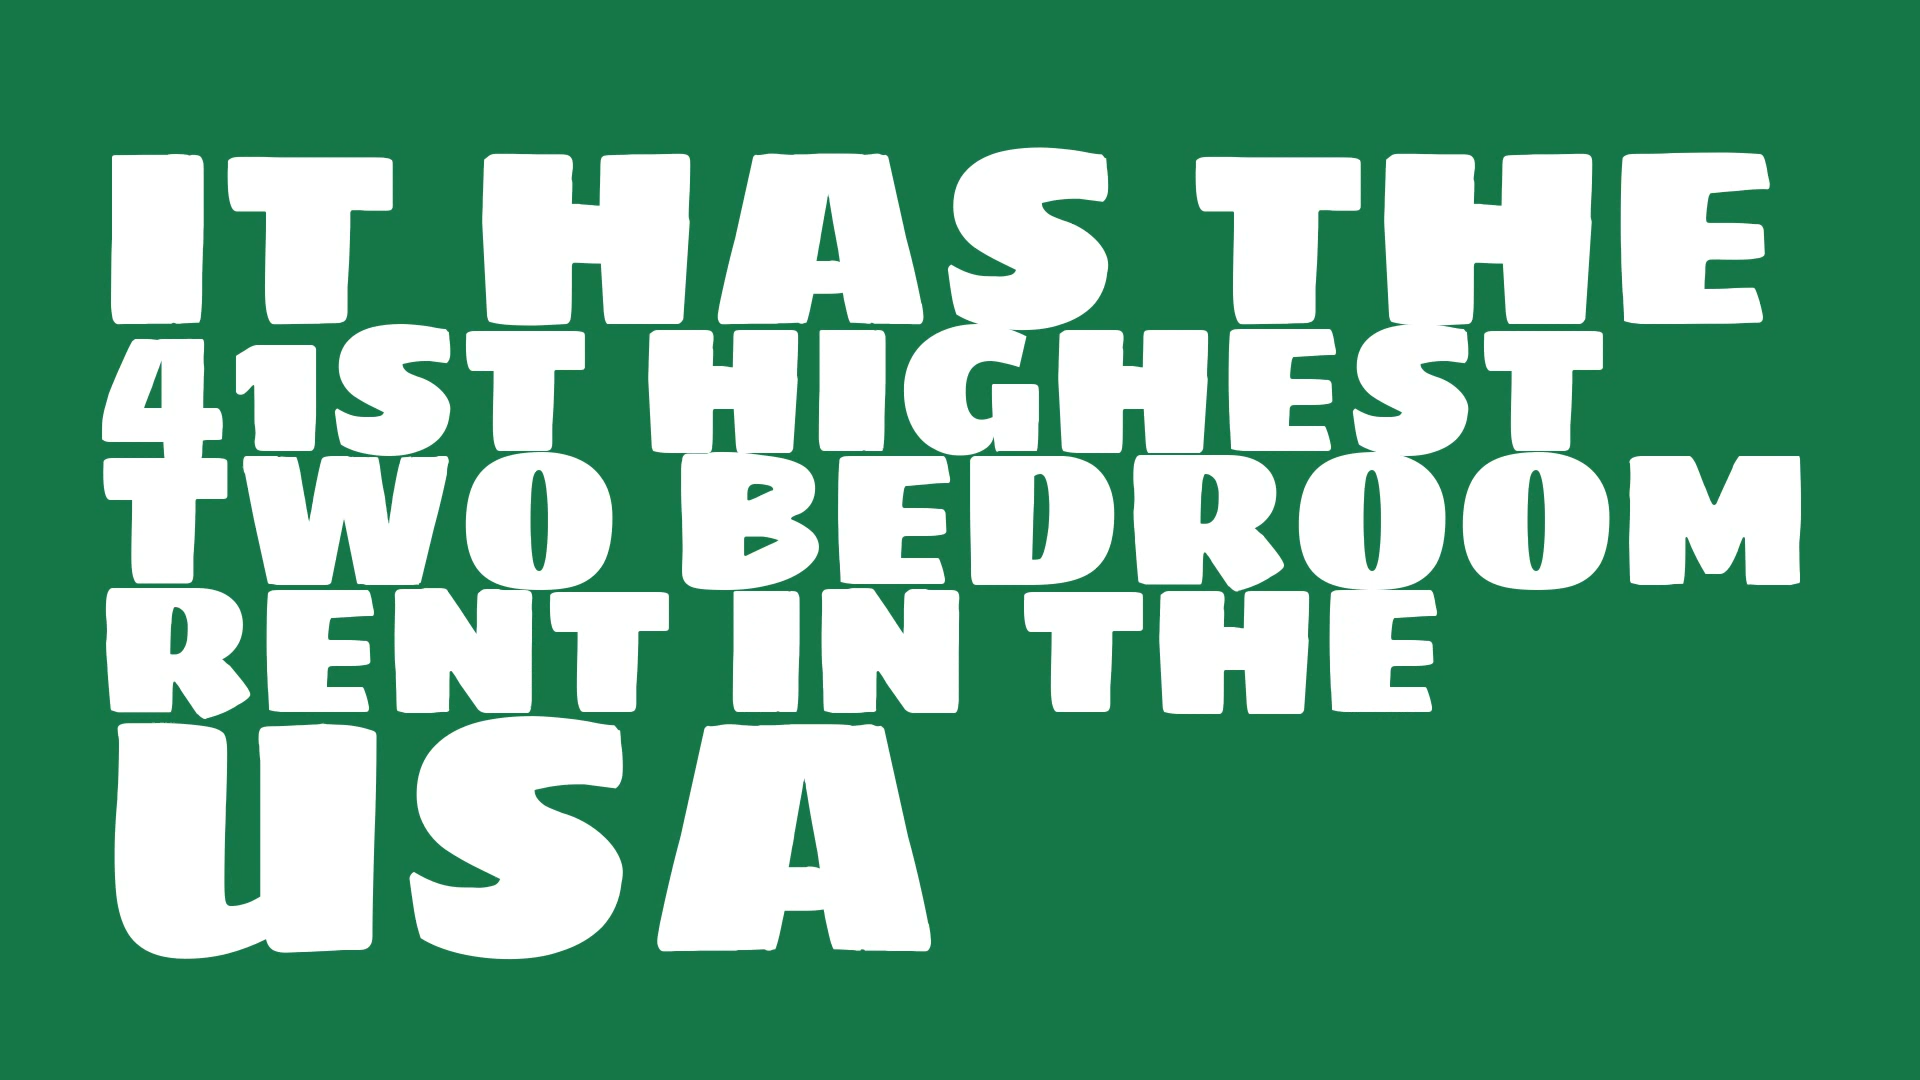 IT HAS THE
41ST HIGHEST
TWO BEDROOM
RENT IN THE
USA